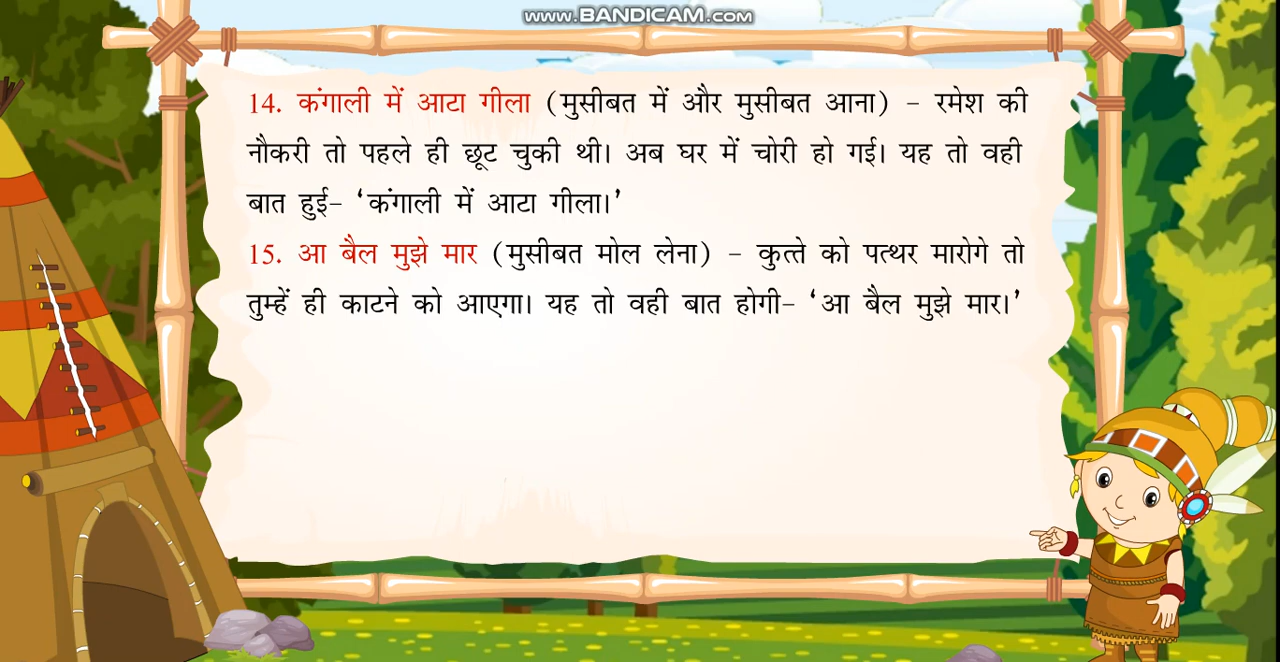 www.BANDICAM.com
14. कंगाली में आटा गीला (मुसीबत में और मुसीबत आना) - रमेश की
नौकरी तो पहले ही छूट चुकी थी। अब घर में चोरी हो गई। यह तो वही
बात हुई- ‘कंगाली में आटा गीला।’
15. आ बैल मुझे मार (मुसीबत मोल लेना) - कुत्ते को पत्थर मारोगे तो
तुम्हें ही काटने को आएगा। यह तो वही बात होगी- ‘आ बैल मुझे मार।’